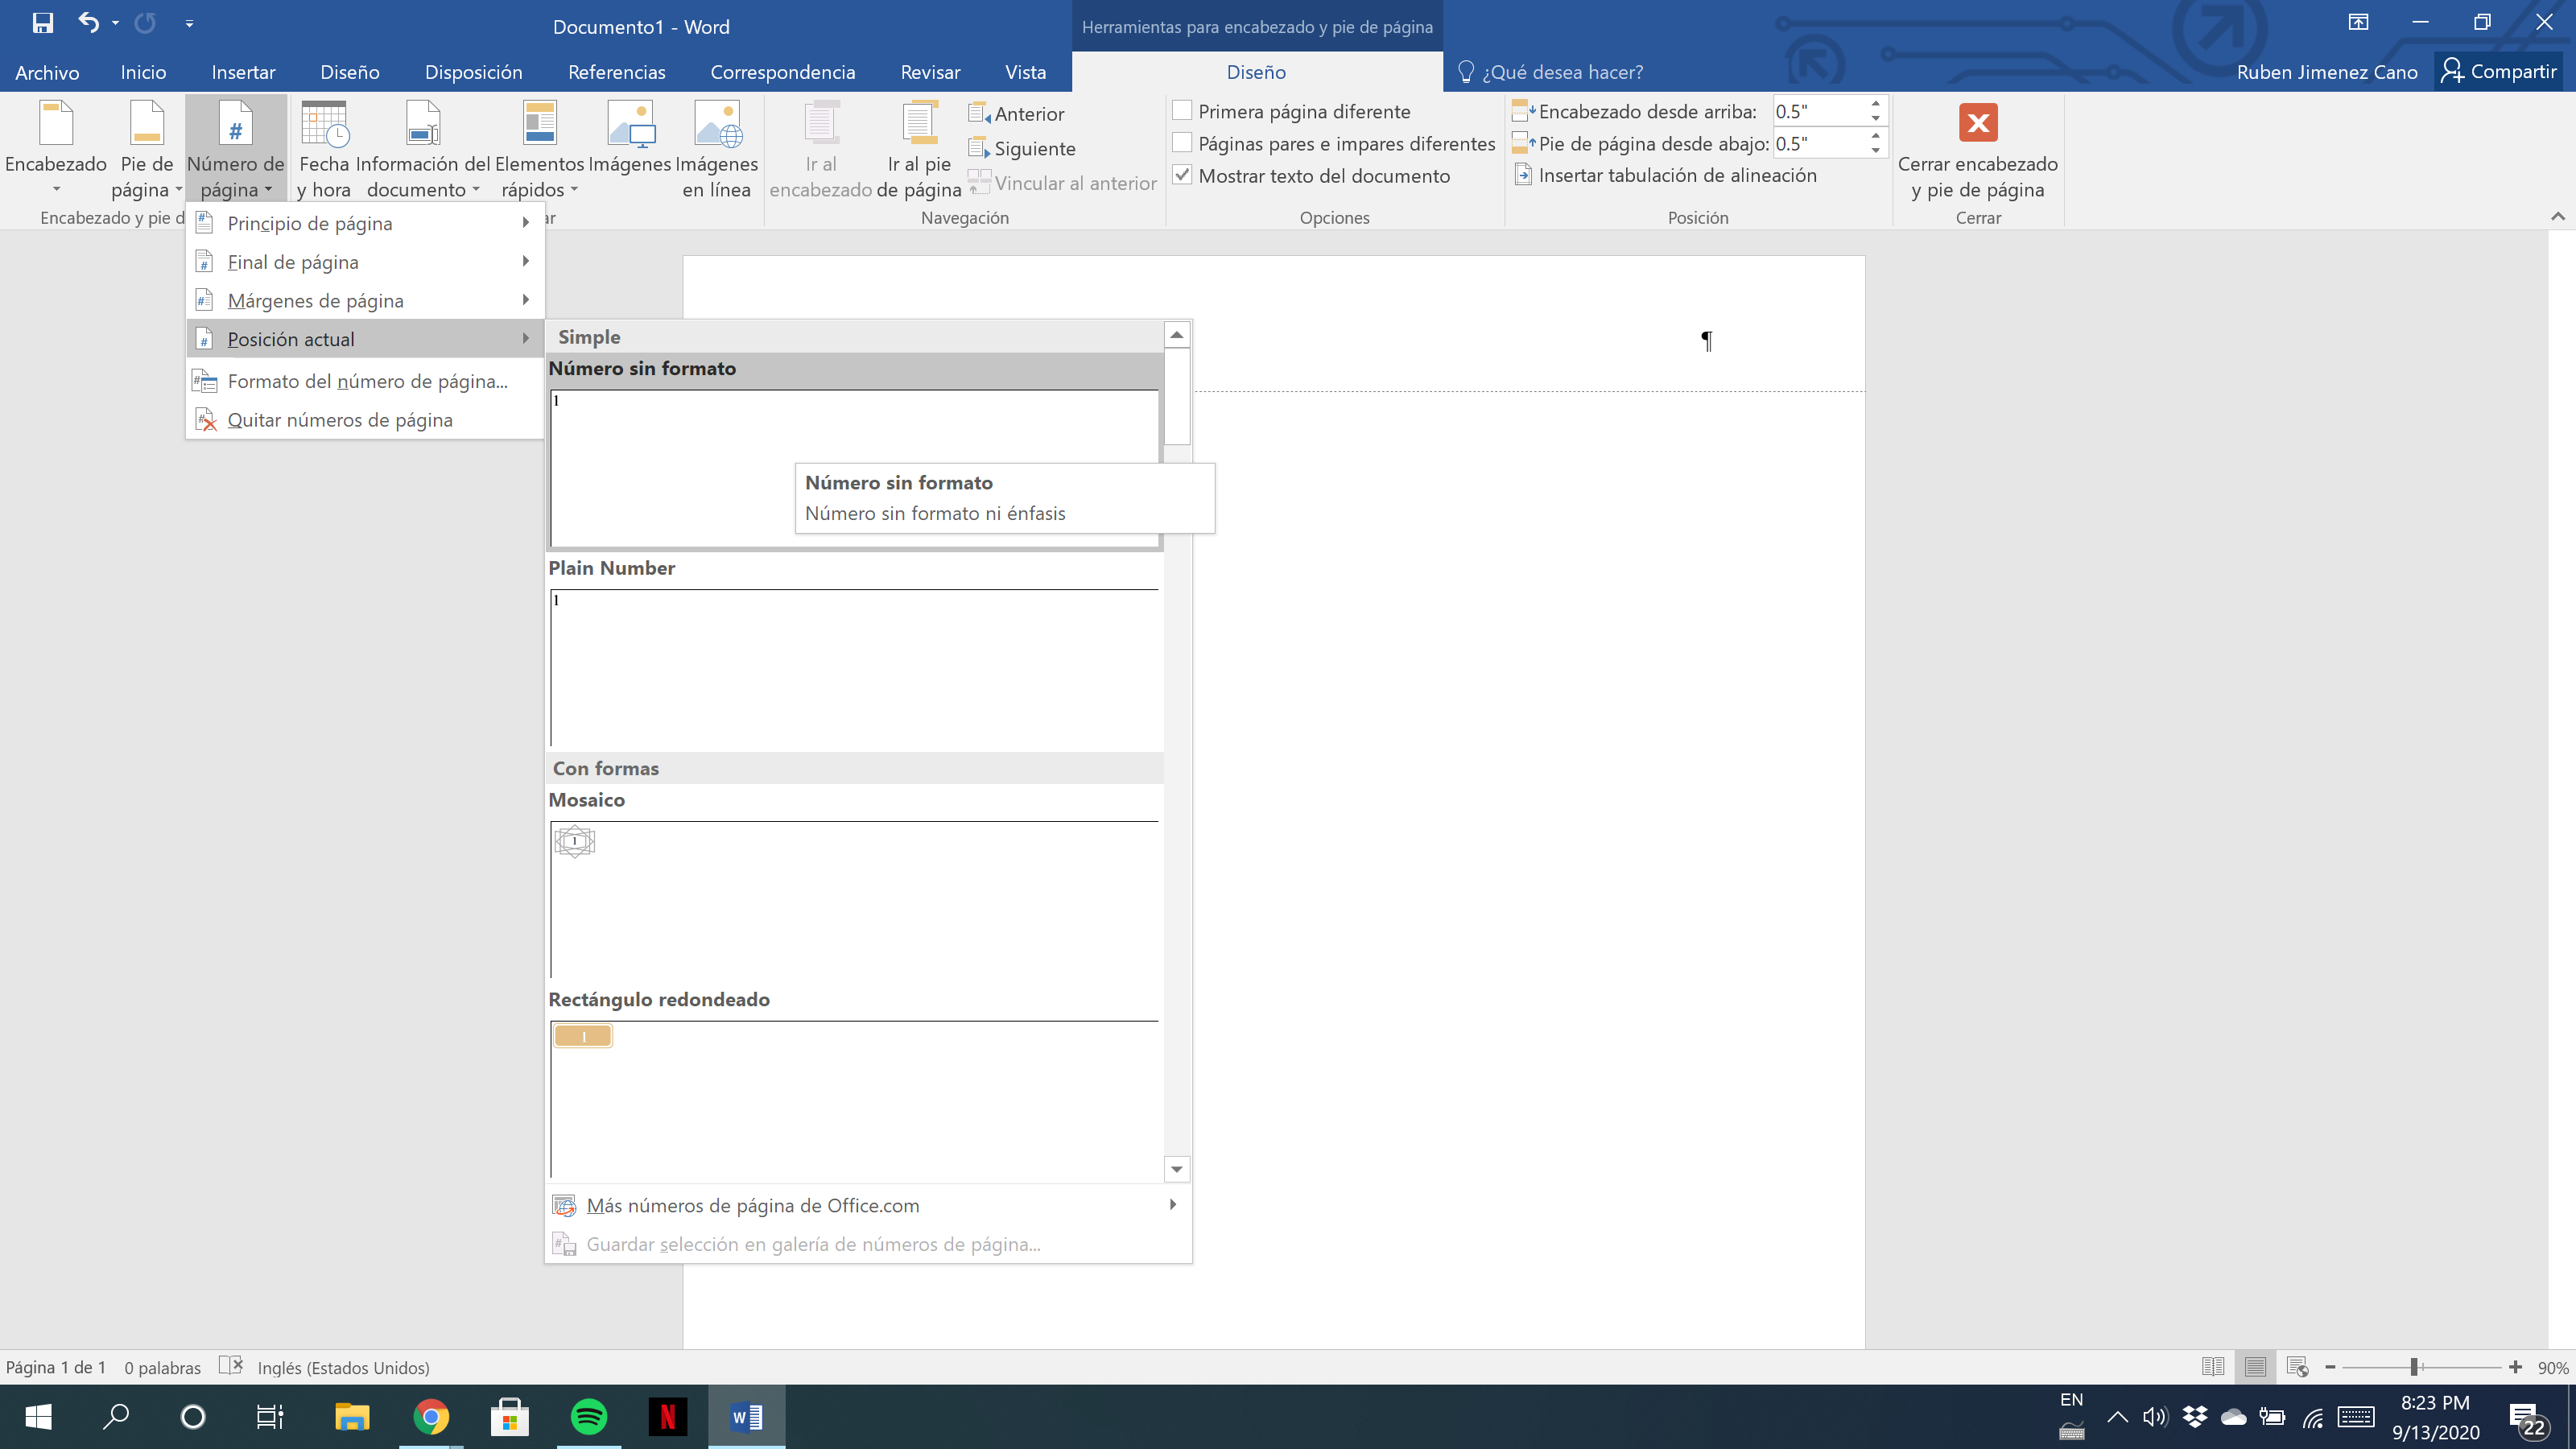 Documento1 - Word
Herramientas para encabezado y pie de página
Archivo Inicio Insertar Diseño Disposición Referencias Correspondencia Revisar Vista Diseño ¿Qué desea hacer? Ruben Jimenez Cano Compartir
Encabezado
Pie de página
Número de página
Fecha y hora
Información del documento
Elementos rápidos
Imágenes
Imágenes en línea
Ir al encabezado
Ir al pie de página
Anterior
Siguiente
Vincular al anterior
Primera página diferente
Páginas pares e impares diferentes
Mostrar texto del documento
Encabezado desde arriba: 0.5"
Pie de página desde abajo: 0.5"
Insertar tabulación de alineación
Cerrar encabezado y pie de página
Encabezado y pie d
ar
Navegación
Opciones
Posición
Cerrar
Principio de página
Final de página
Márgenes de página
Posición actual
Formato del número de página...
Quitar números de página
Simple
Número sin formato
1
Número sin formato
Número sin formato ni énfasis
Plain Number
1
Con formas
Mosaico
1
Rectángulo redondeado
1
Más números de página de Office.com
Guardar selección en galería de números de página...
¶
Página 1 de 1 0 palabras Inglés (Estados Unidos) 90%
EN
8:23 PM
9/13/2020
22